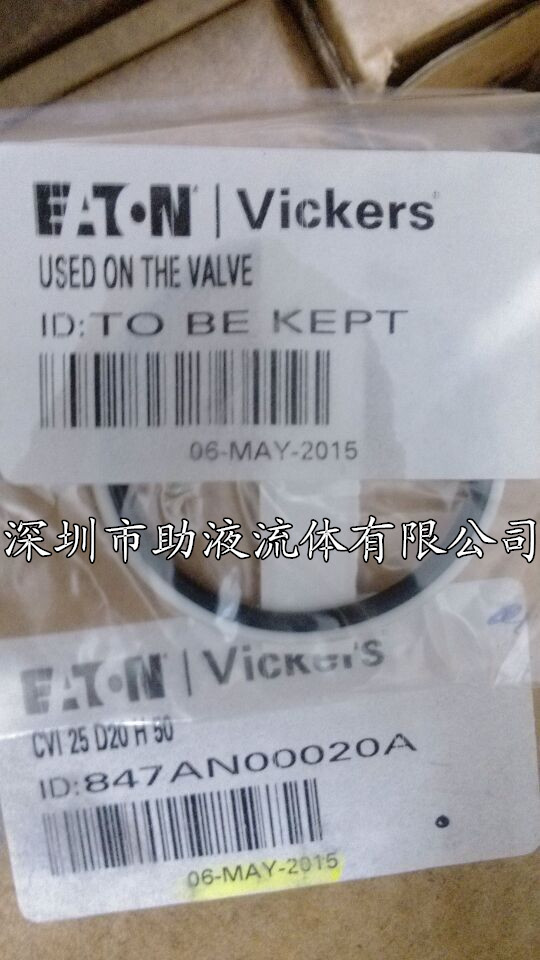 EATON | Vickers
USED ON THE VALVE
ID:TO BE KEPT
06-MAY-2015
深圳市助液流体有限公司
EATON | Vickers
CVI 25 D20 H 50
ID:847AN00020A
06-MAY-2015